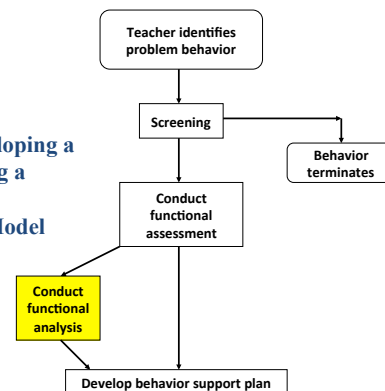 Teacher identifies
problem behavior
Screening
loping a
g a
Model
Behavior
terminates
Conduct
functional
assessment
Conduct
functional
analysis
Develop behavior support plan